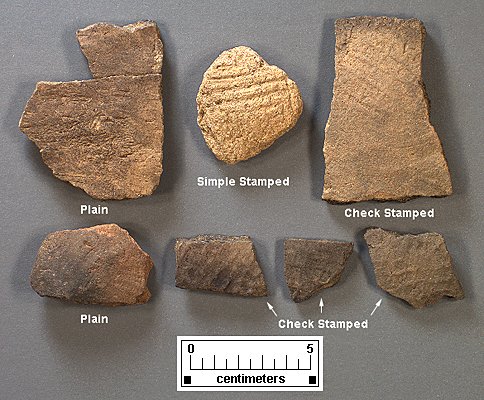 Simple Stamped
Plain
Check Stamped
Plain
Check Stamped
0 5
centimeters